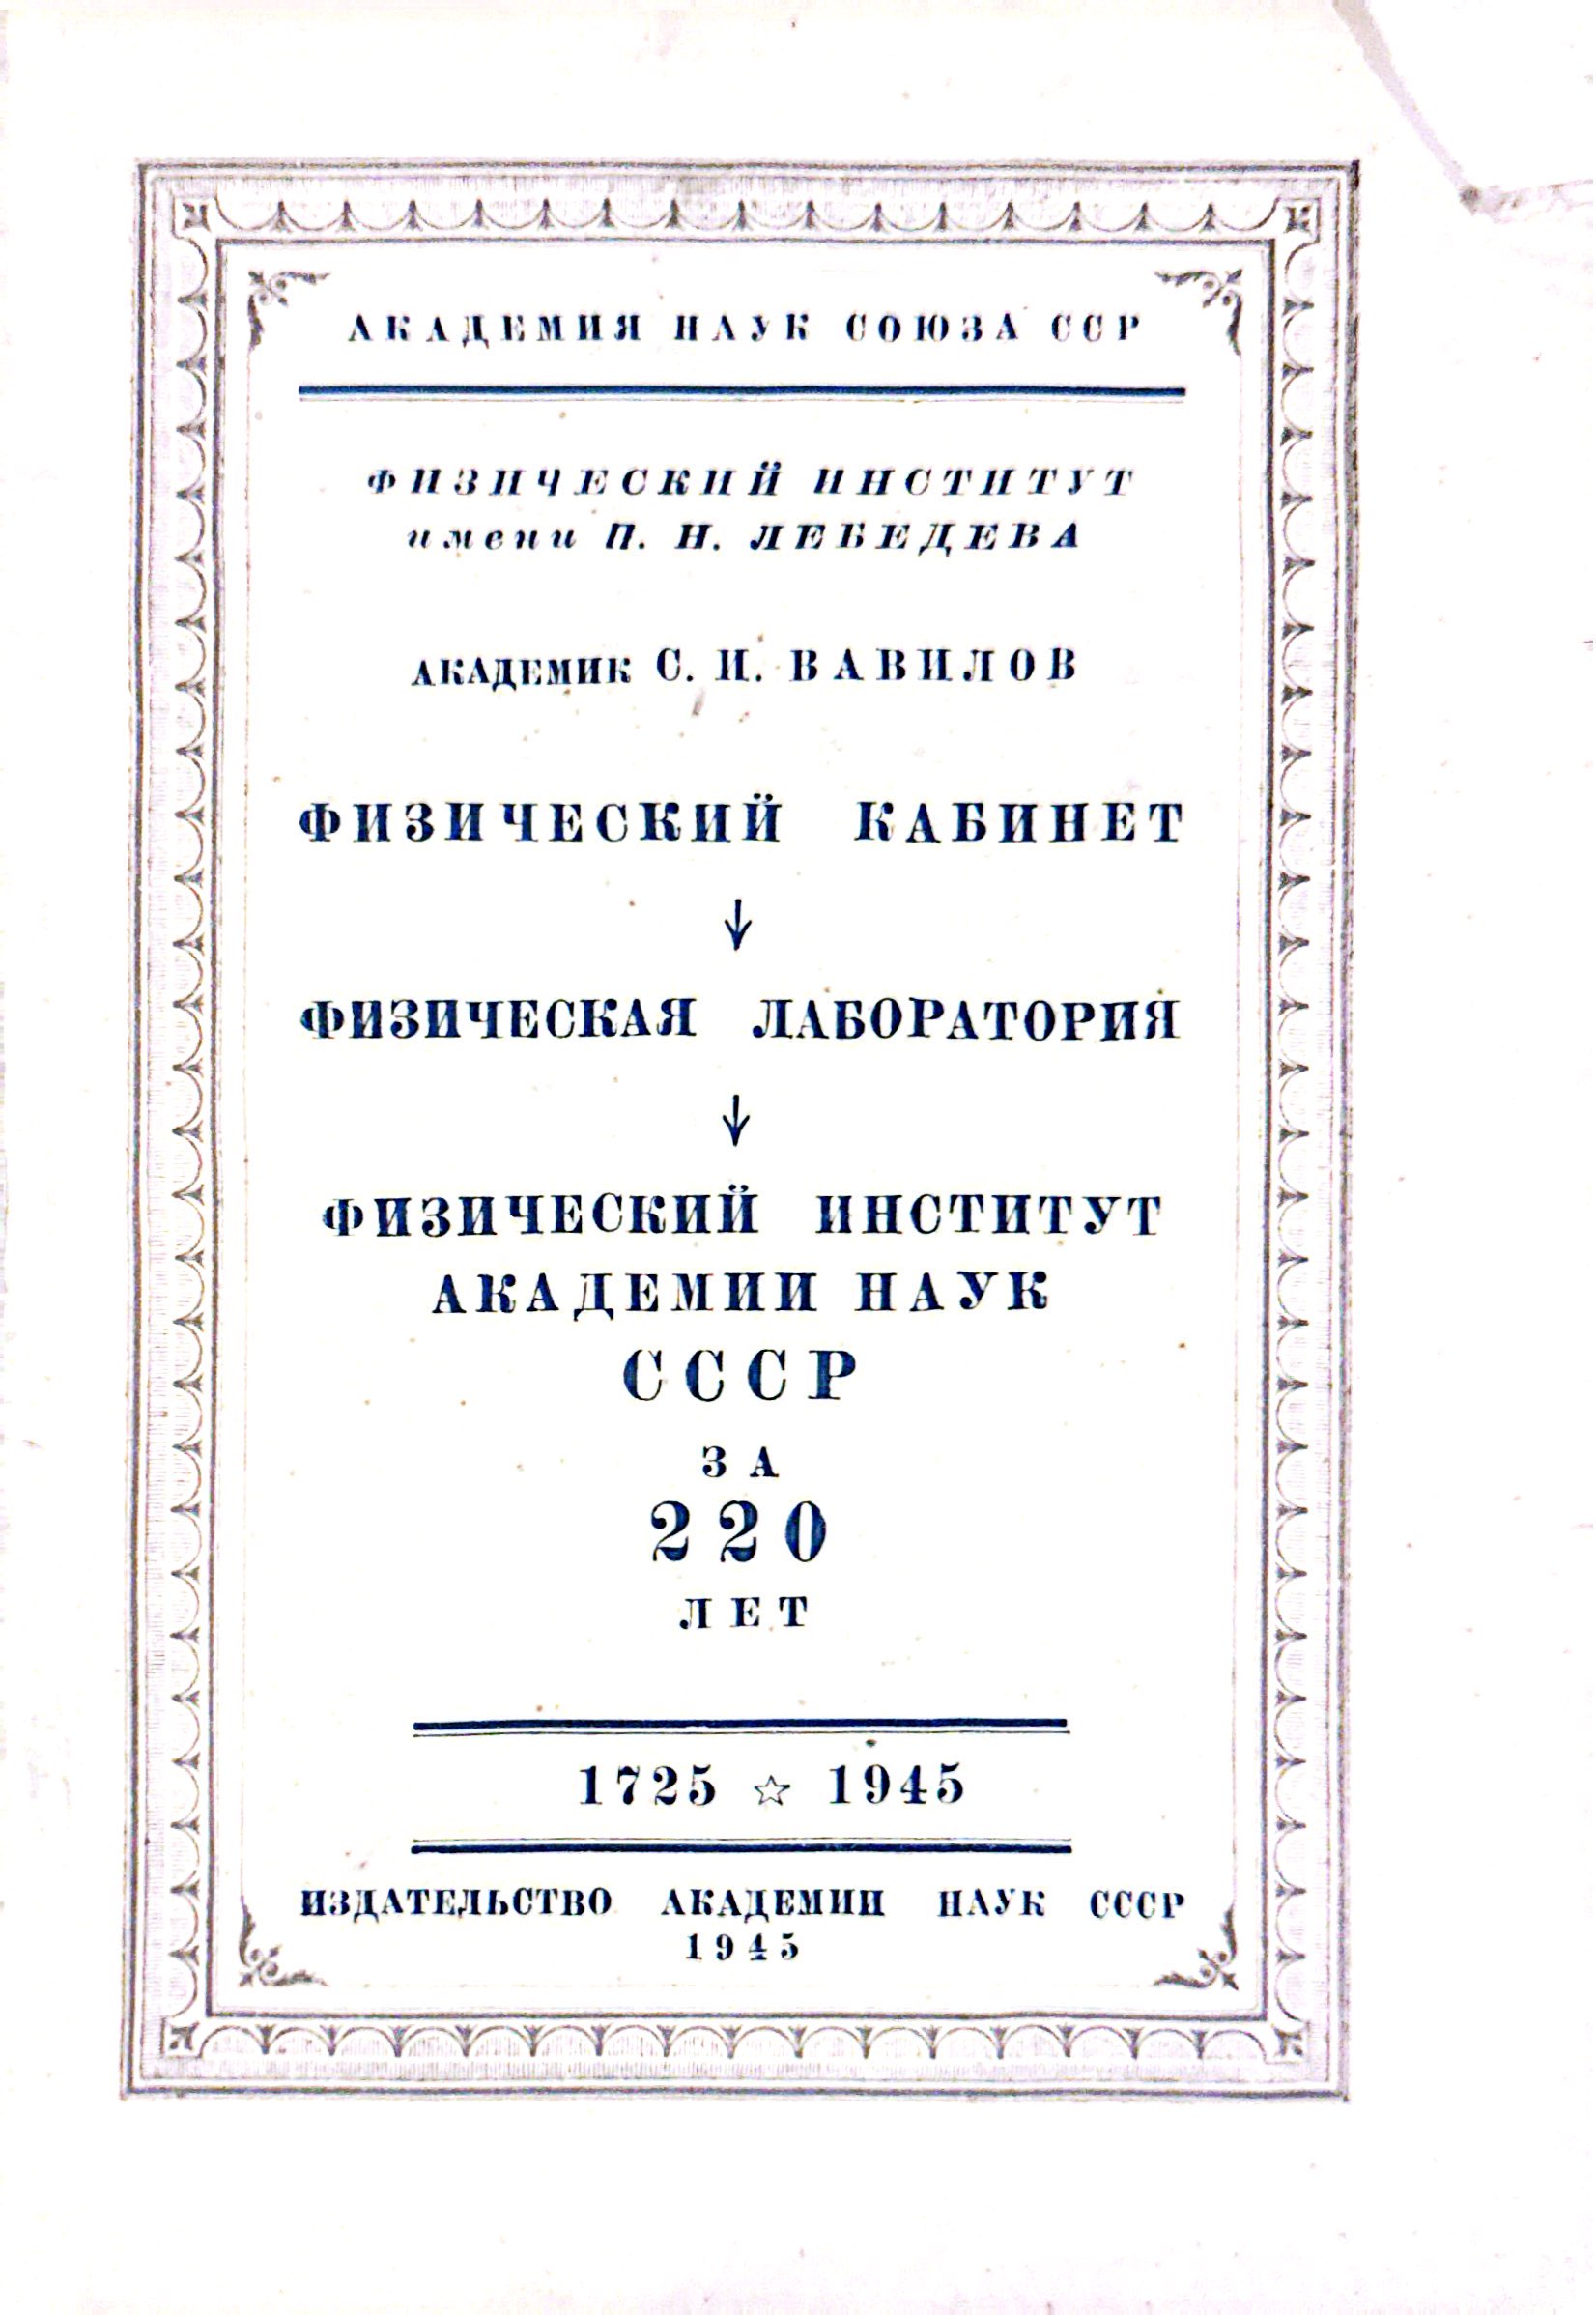 АКАДЕМИЯ НАУК СОЮЗА ССР
ФИЗИЧЕСКИЙ ИНСТИТУТ
имени П. Н. ЛЕБЕДЕВА
АКАДЕМИК С. И. ВАВИЛОВ
ФИЗИЧЕСКИЙ КАБИНЕТ
↓
ФИЗИЧЕСКАЯ ЛАБОРАТОРИЯ
↓
ФИЗИЧЕСКИЙ ИНСТИТУТ
АКАДЕМИИ НАУК
СССР
ЗА
220
ЛЕТ
1725 ☆ 1945
ИЗДАТЕЛЬСТВО АКАДЕМИИ НАУК СССР
1945